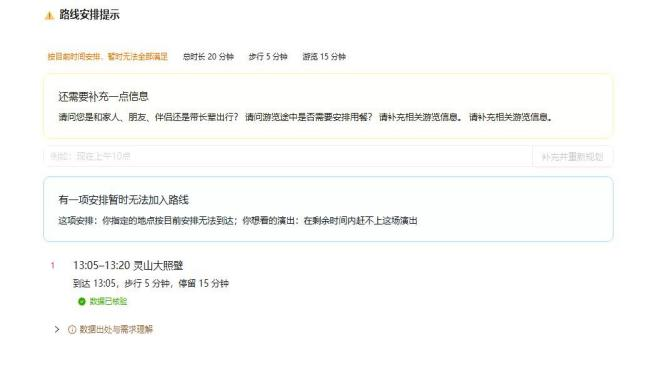 路线安排提示
按目前时间安排，暂时无法全部满足 总时长 20 分钟 步行 5 分钟 游览 15 分钟
还需要补充一点信息
请问您是和家人、朋友、伴侣还是带长辈出行？ 请问游览途中是否需要安排用餐？ 请补充相关游览信息。 请补充相关游览信息。
例如：现在上午10点 补充并重新规划
有一项安排暂时无法加入路线
这项安排：你指定的地点按目前安排无法到达；你想看的演出：在剩余时间内赶不上这场演出
1 13:05–13:20 灵山大照壁
到达 13:05，步行 5 分钟，停留 15 分钟
数据已核验
数据出处与需求理解